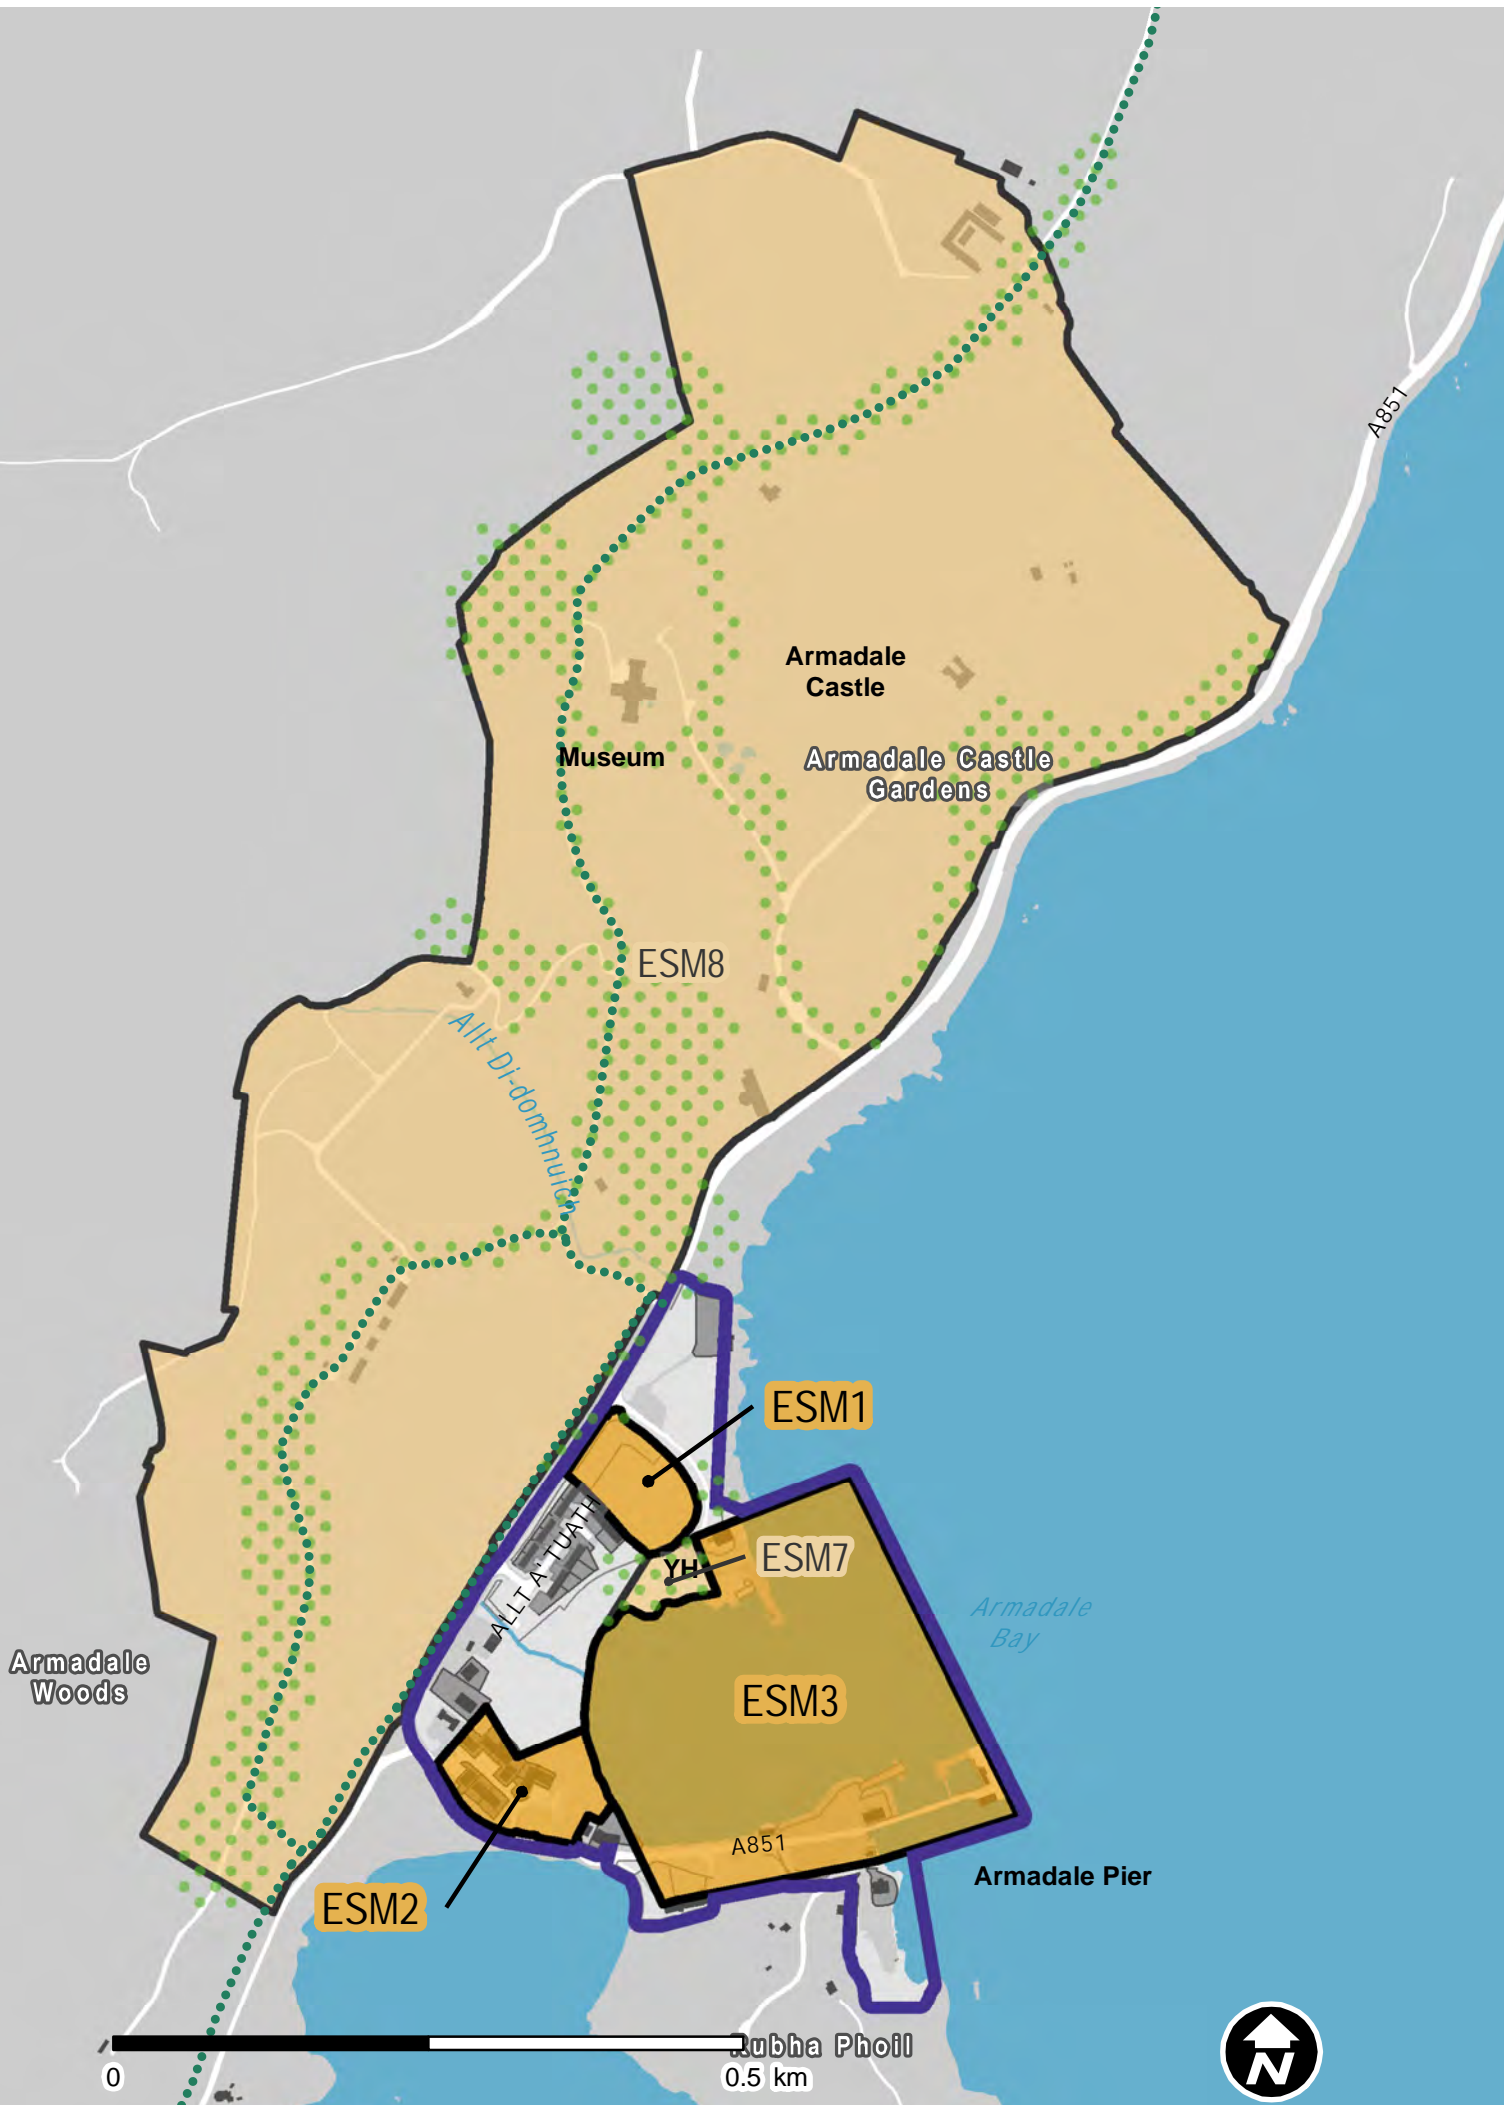 A851
Armadale
Castle
Museum
Armadale Castle
Gardens
ESM8
Allt Di-domhnuich
ESM1
ALLT A' TUATH
YH
ESM7
Armadale
Bay
Armadale
Woods
ESM3
A851
Armadale Pier
ESM2
Rubha Phoil
0
0.5 km
N